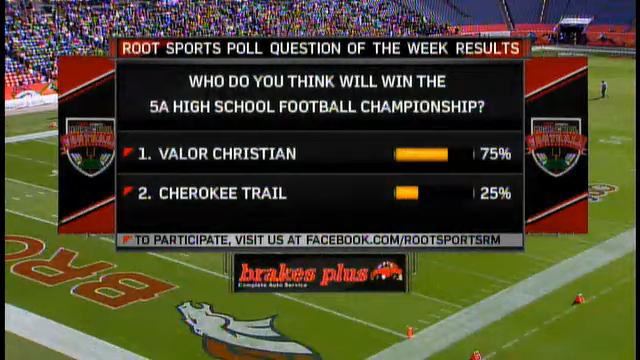 ROOT SPORTS POLL QUESTION OF THE WEEK RESULTS
WHO DO YOU THINK WILL WIN THE
5A HIGH SCHOOL FOOTBALL CHAMPIONSHIP?
1. VALOR CHRISTIAN 75%
2. CHEROKEE TRAIL 25%
TO PARTICIPATE, VISIT US AT FACEBOOK.COM/ROOTSPORTSRM
brakes plus
Complete Auto Service
BRO